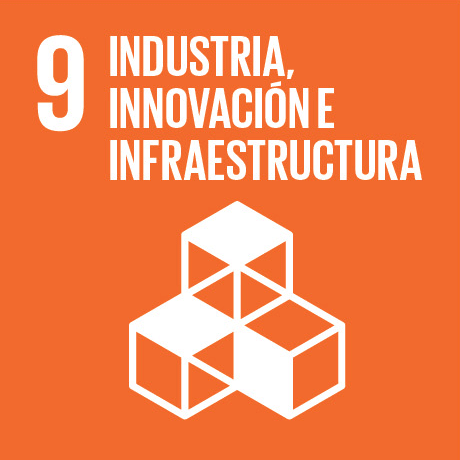 9
INDUSTRIA,
INNOVACIÓN E
INFRAESTRUCTURA